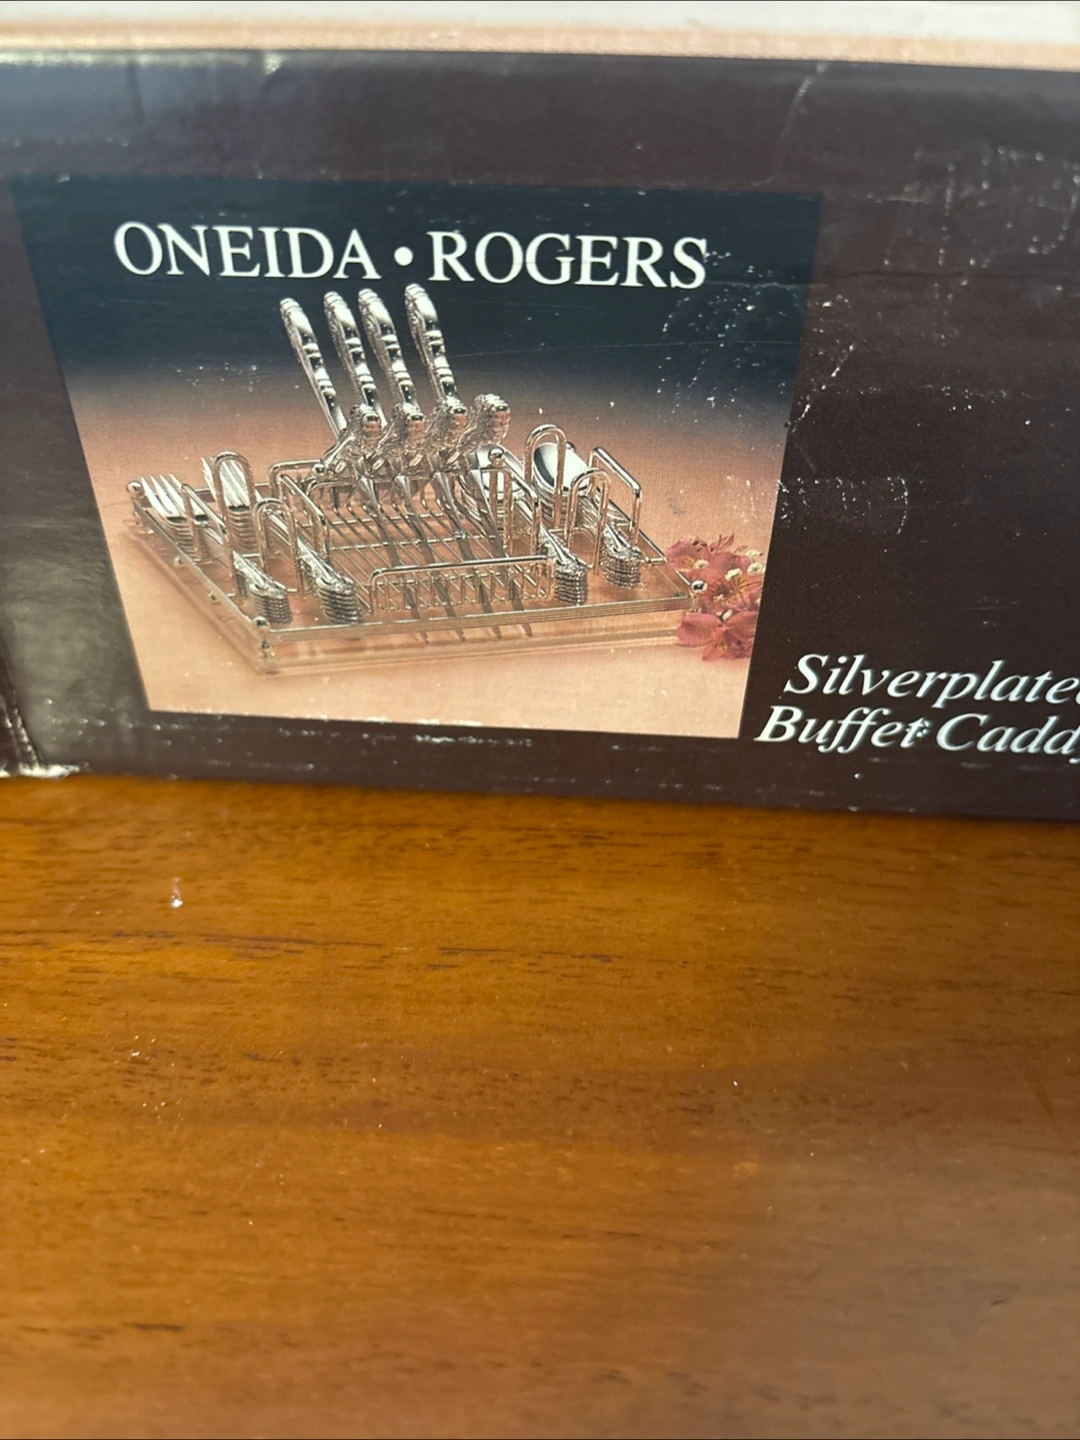 ONEIDA • ROGERS
Silverplate
Buffet Cadd